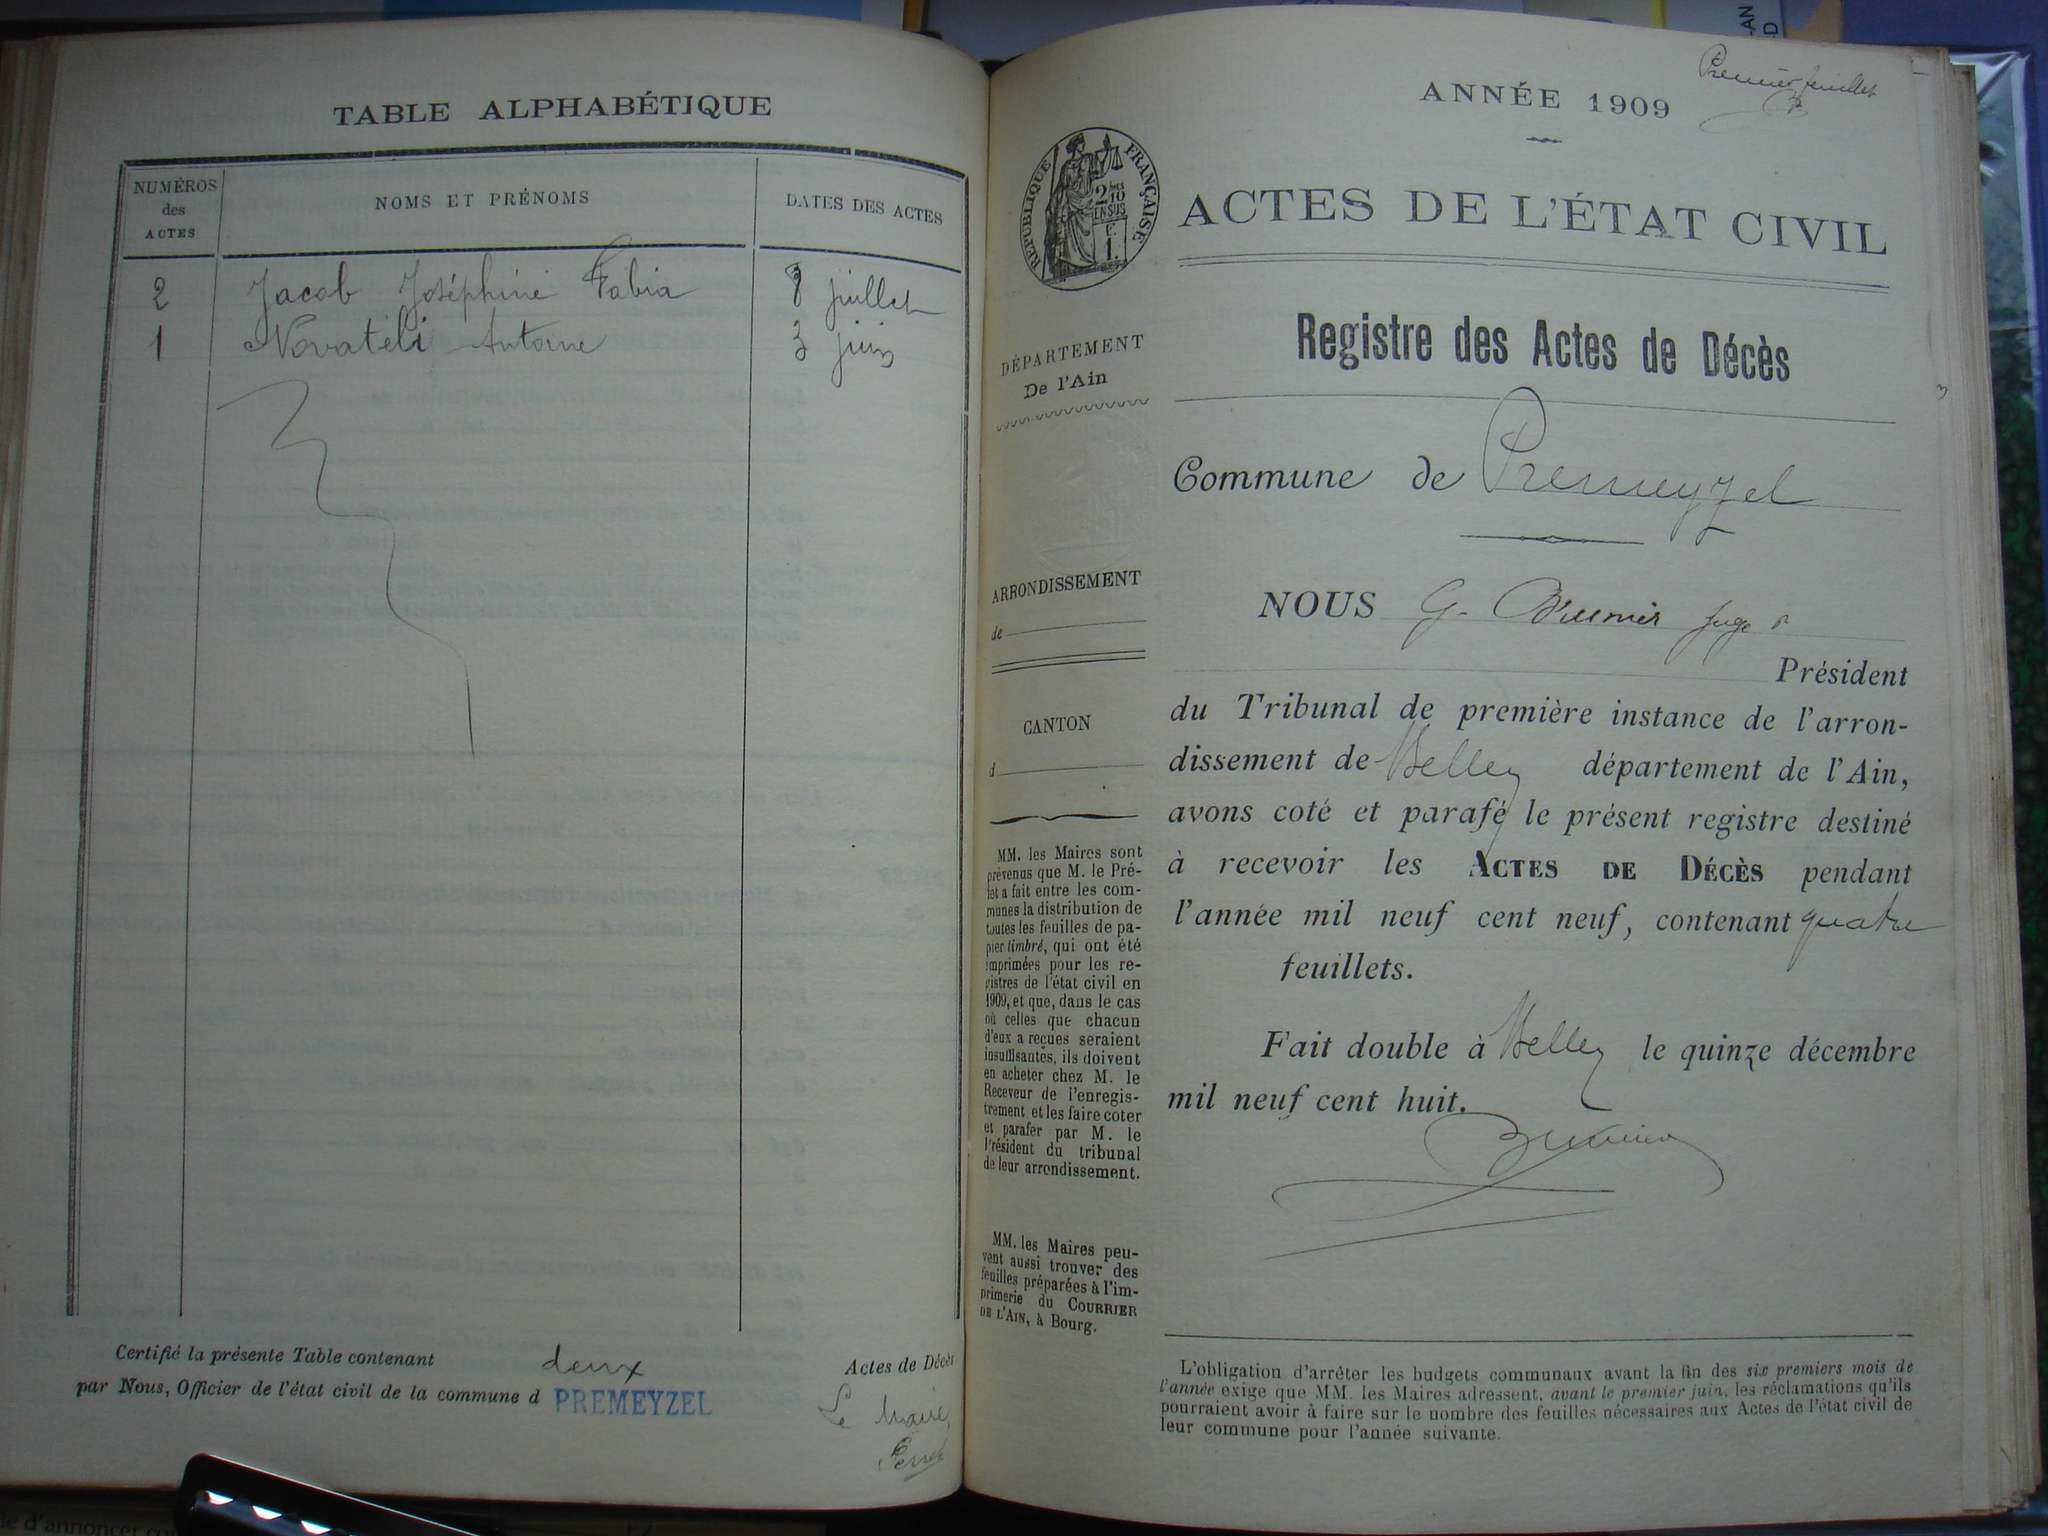 TABLE ALPHABÉTIQUE
NUMÉROS des ACTES
NOMS ET PRÉNOMS
DATES DES ACTES
2 Jacob Joséphine Fabia 8 juillet
1 Novateli Antoine 3 juin
Certifié la présente Table contenant deux Actes de Décès
par Nous, Officier de l'état civil de la commune d PREMEYZEL
Le Maire,
Perret
Premier feuillet
ANNÉE 1909
RÉPUBLIQUE FRANÇAISE
ACTES DE L'ÉTAT CIVIL
Registre des Actes de Décès
DÉPARTEMENT
De l'Ain
Commune de Premeyzel
ARRONDISSEMENT
de
CANTON
d
MM. les Maires sont
prévenus que M. le Pré-
fet a fait entre les com-
munes la distribution de
toutes les feuilles de pa-
pier timbré, qui ont été
imprimées pour les re-
gistres de l'état civil en
1909, et que, dans le cas
où celles que chacun
d'eux a reçues seraient
insuffisantes, ils doivent
en acheter chez M. le
Receveur de l'enregis-
trement et les faire coter
et parafer par M. le
Président du tribunal
de leur arrondissement.
MM. les Maires peu-
vent aussi trouver des
feuilles préparées à l'im-
primerie du COURRIER
DE L'AIN, à Bourg.
NOUS G. juge
Président
du Tribunal de première instance de l'arron-
dissement de Belley département de l'Ain,
avons coté et parafé le présent registre destiné
à recevoir les ACTES DE DÉCÈS pendant
l'année mil neuf cent neuf, contenant quatre
feuillets.
Fait double à Belley le quinze décembre
mil neuf cent huit.
L'obligation d'arrêter les budgets communaux avant la fin des six premiers mois de
l'année exige que MM. les Maires adressent, avant le premier juin, les réclamations qu'ils
pourraient avoir à faire sur le nombre des feuilles nécessaires aux Actes de l'état civil de
leur commune pour l'année suivante.